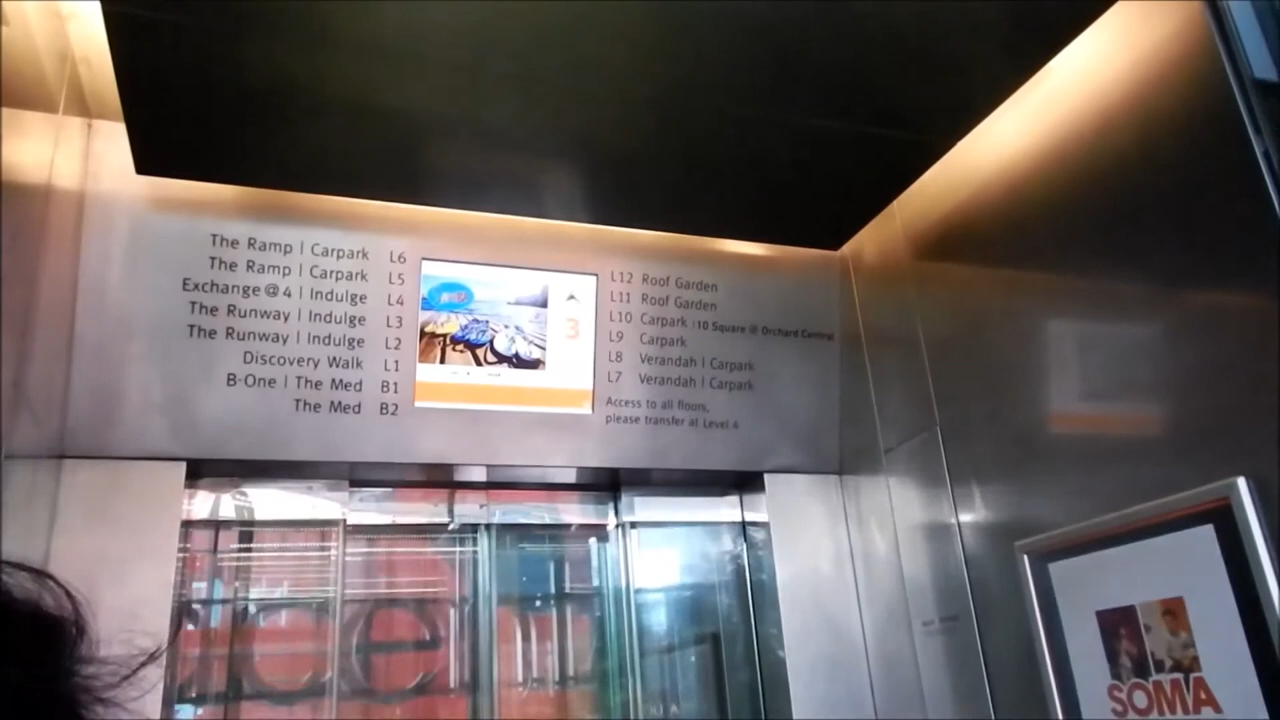 The Ramp | Carpark L6
The Ramp | Carpark L5
Exchange@4 | Indulge L4
The Runway | Indulge L3
The Runway | Indulge L2
Discovery Walk L1
B-One | The Med B1
The Med B2
3
L12 Roof Garden
L11 Roof Garden
L10 Carpark | 10 Square @ Orchard Central
L9 Carpark
L8 Verandah | Carpark
L7 Verandah | Carpark
Access to all floors,
please transfer at Level 4
SOMA